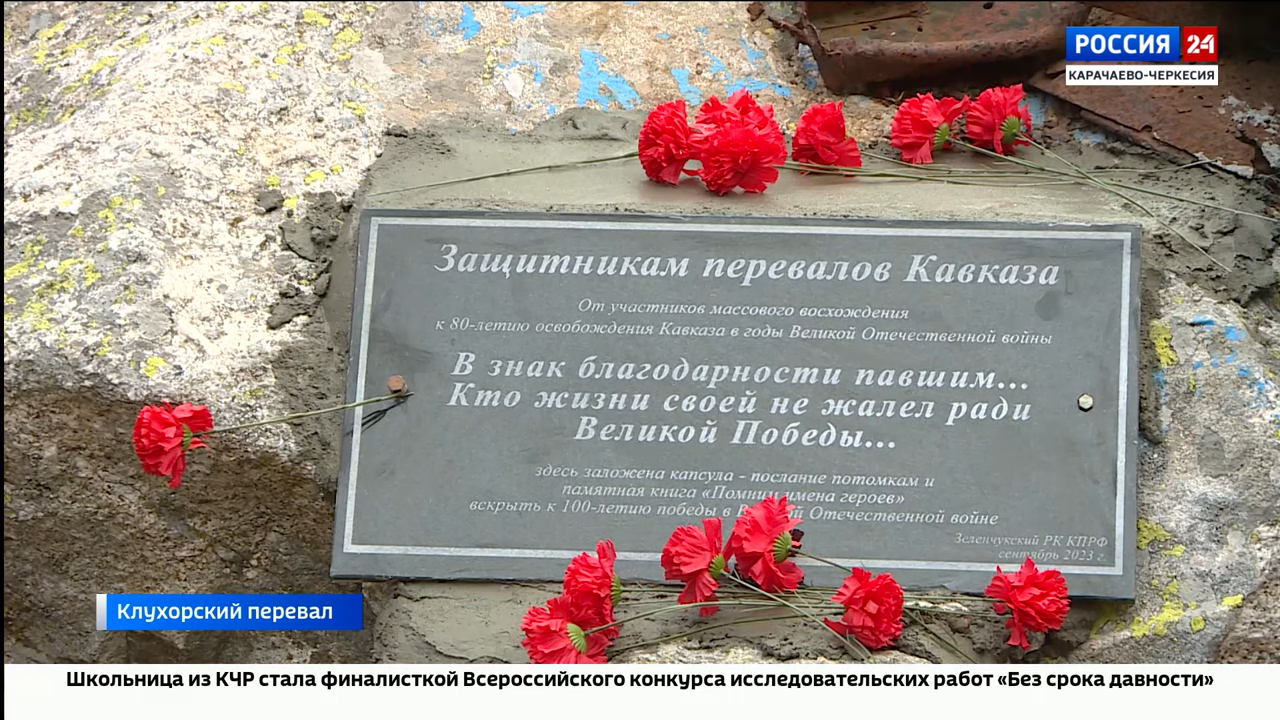 РОССИЯ 24
КАРАЧАЕВО-ЧЕРКЕСИЯ
Защитникам перевалов Кавказа
От участников массового восхождения
к 80-летию освобождения Кавказа в годы Великой Отечественной войны
В знак благодарности павшим...
Кто жизни своей не жалел ради
Великой Победы...
здесь заложена капсула - послание потомкам и
памятная книга «Помним имена героев»
вскрыть к 100-летию победы в Отечественной войне
Зеленчукский РК КПРФ
сентябрь 2023 г.
Клухорский перевал
Школьница из КЧР стала финалисткой Всероссийского конкурса исследовательских работ «Без срока давности»